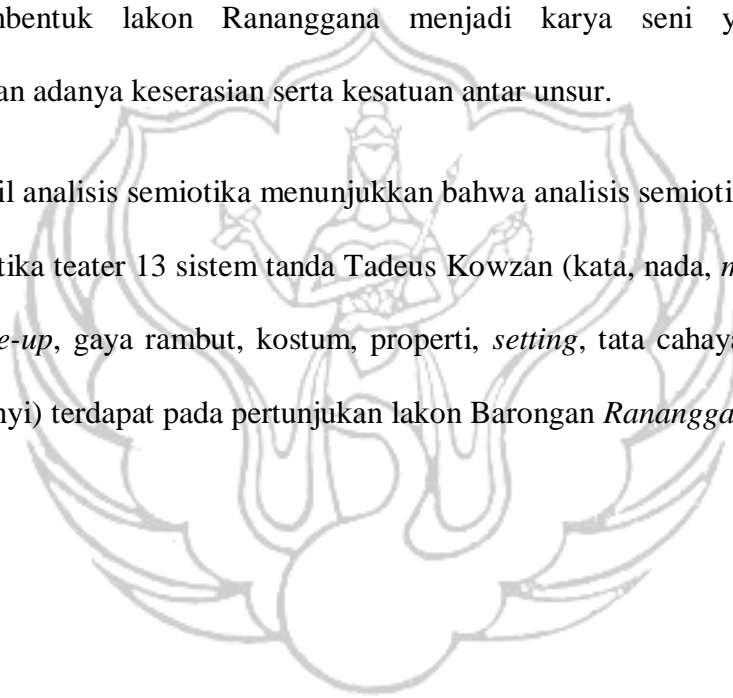 nbentuk lakon Rananggana menjadi karya seni y
an adanya keserasian serta kesatuan antar unsur.
il analisis semiotika menunjukkan bahwa analisis semioti
tika teater 13 sistem tanda Tadeus Kowzan (kata, nada, m
e-up, gaya rambut, kostum, properti, setting, tata cahaya
nyi) terdapat pada pertunjukan lakon Barongan Ranangga